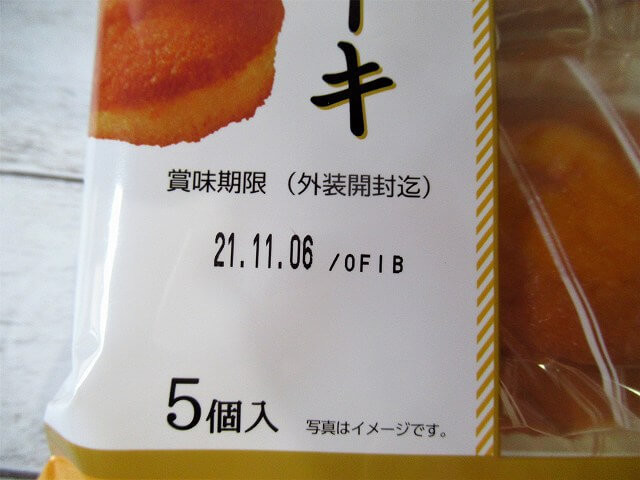 ーキ
賞味期限 （外装開封迄）
21.11.06 /OFIB
5個入
写真はイメージです。